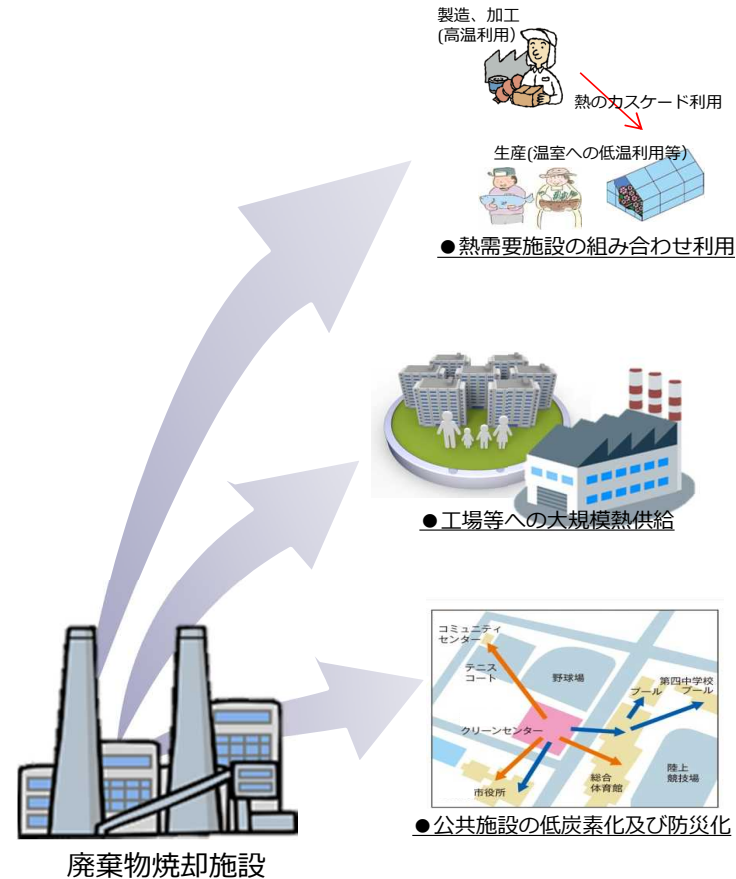 製造、加工
(高温利用)
熱のカスケード利用
生産(温室への低温利用等)
●熱需要施設の組み合わせ利用
●工場等への大規模熱供給
コミュニティ
センター
テニス
コート
野球場
第四中学校
プール
プール
クリーンセンター
市役所
総合
体育館
陸上
競技場
●公共施設の低炭素化及び防災化
廃棄物焼却施設